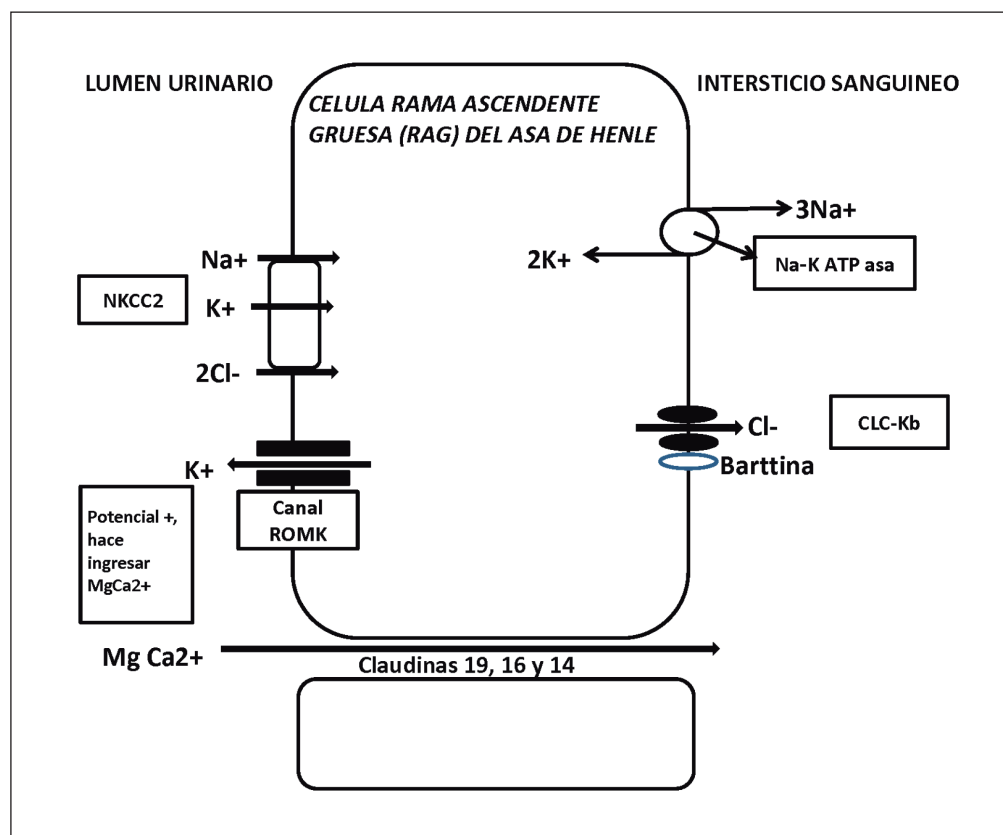 LUMEN URINARIO
INTERSTICIO SANGUINEO
CELULA RAMA ASCENDENTE
GRUESA (RAG) DEL ASA DE HENLE
3Na+
2K+
Na-K ATP asa
Na+
NKCC2
K+
2Cl-
Cl-
CLC-Kb
Barttina
K+
Canal
ROMK
Potencial +,
hace
ingresar
MgCa2+
Mg Ca2+
Claudinas 19, 16 y 14